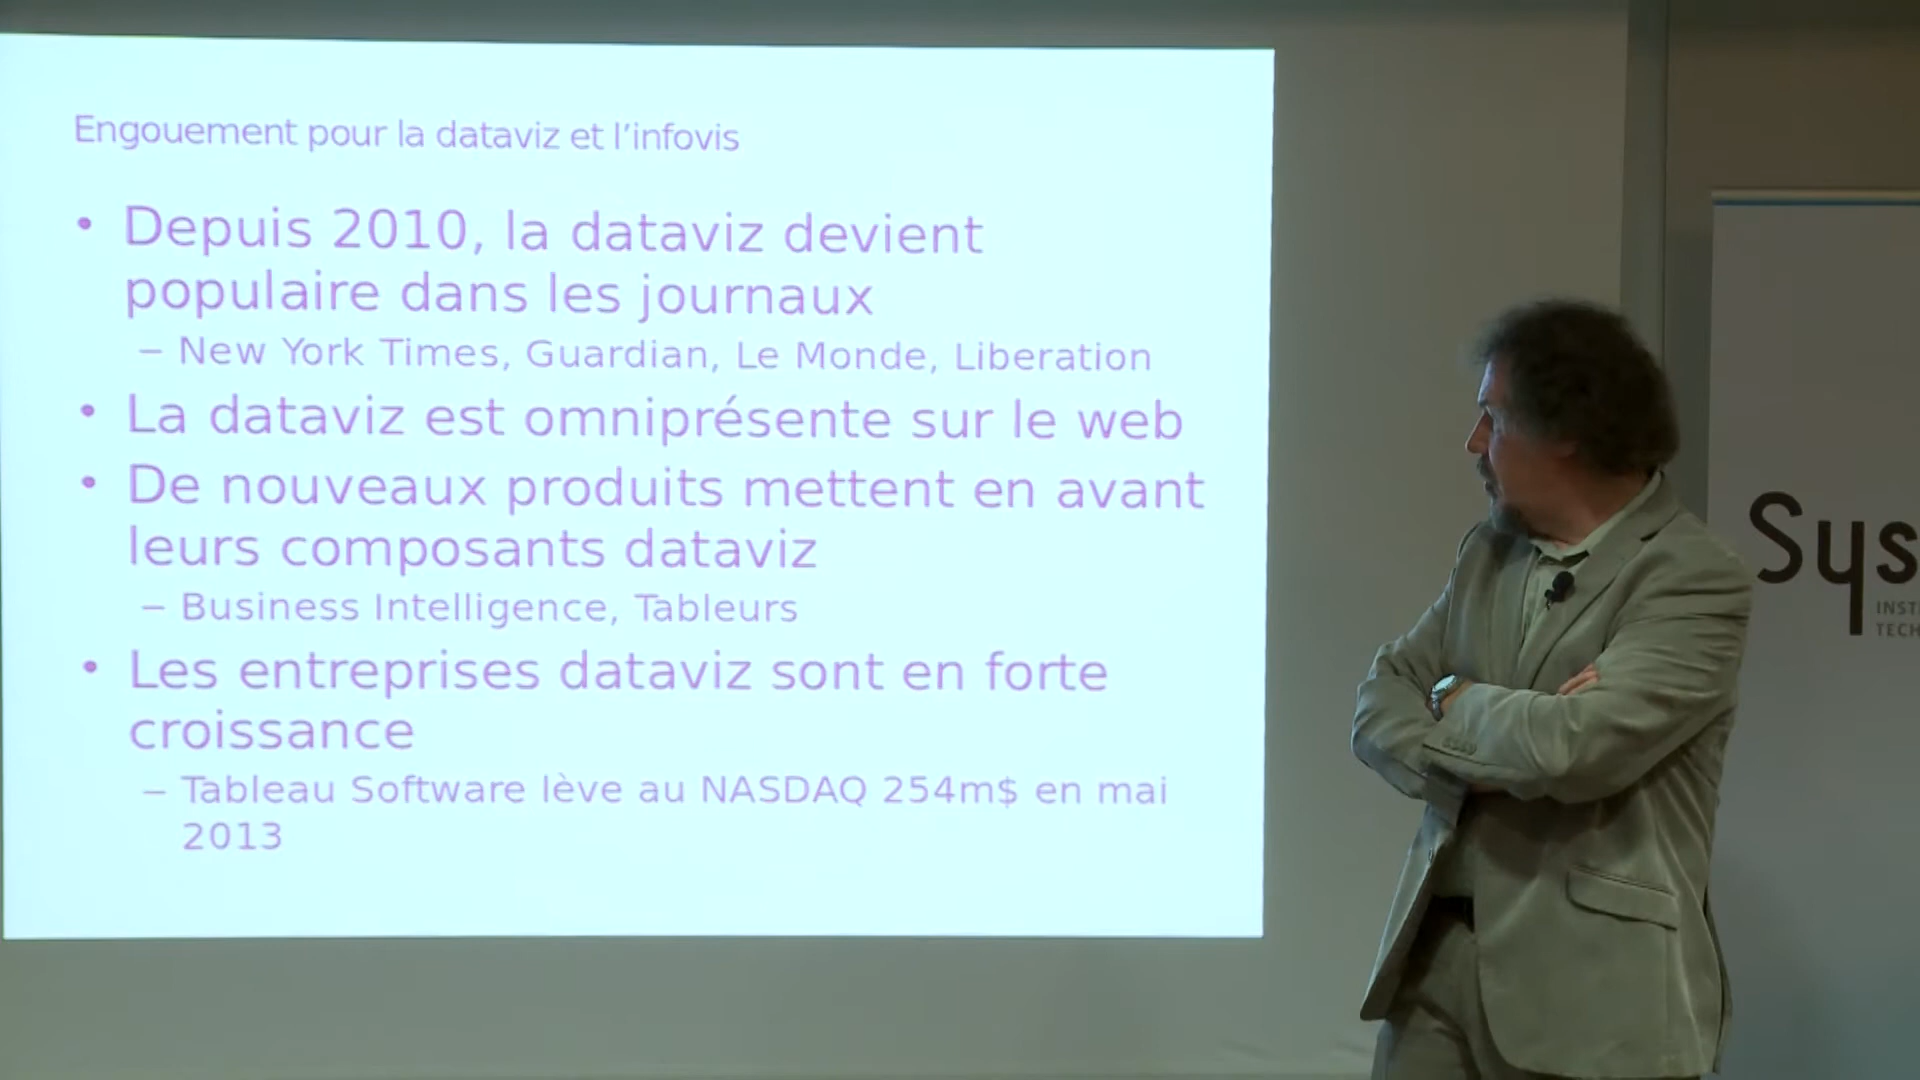 Engouement pour la dataviz et l’infovis
• Depuis 2010, la dataviz devient
populaire dans les journaux
– New York Times, Guardian, Le Monde, Liberation
• La dataviz est omniprésente sur le web
• De nouveaux produits mettent en avant
leurs composants dataviz
– Business Intelligence, Tableurs
• Les entreprises dataviz sont en forte
croissance
– Tableau Software lève au NASDAQ 254m$ en mai
2013
Sys
INST
TECH